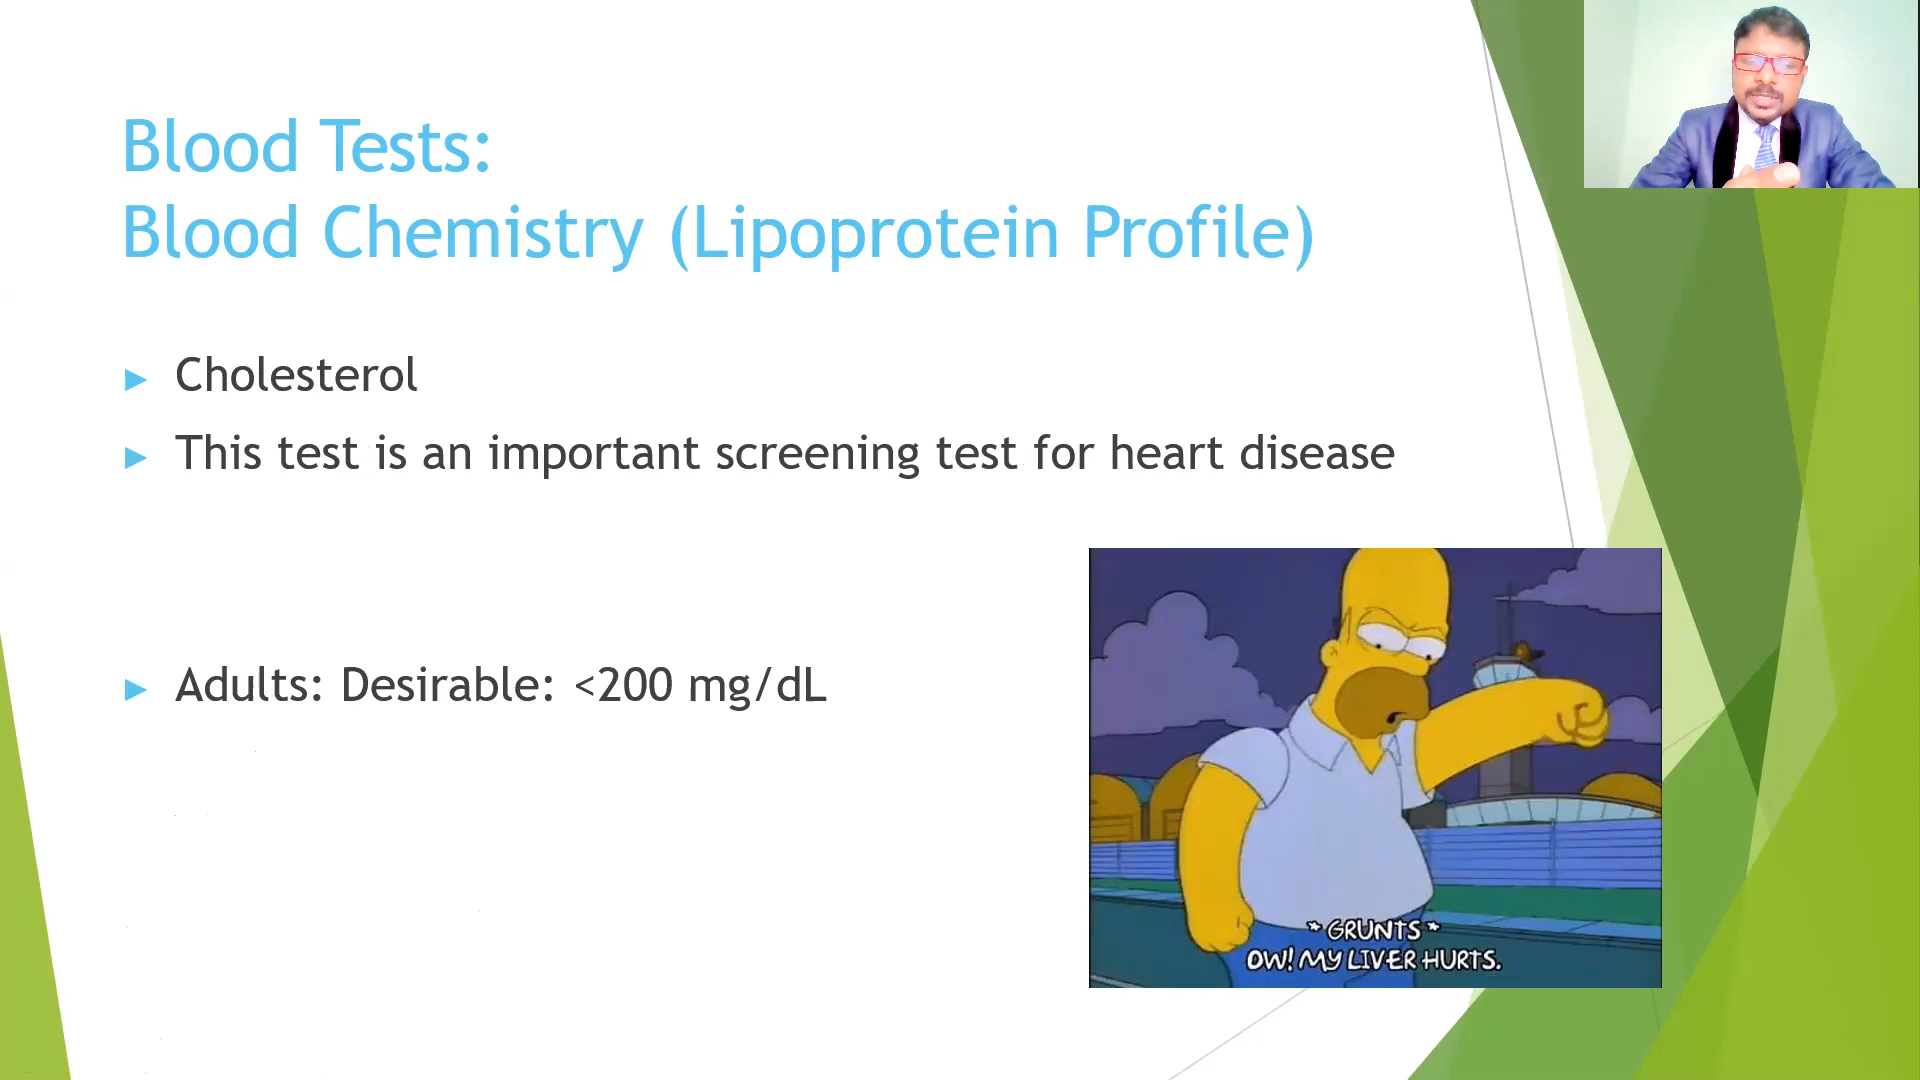 Blood Tests:
Blood Chemistry (Lipoprotein Profile)
Cholesterol
This test is an important screening test for heart disease
Adults: Desirable: <200 mg/dL
* GRUNTS *
OW! MY LIVER HURTS.